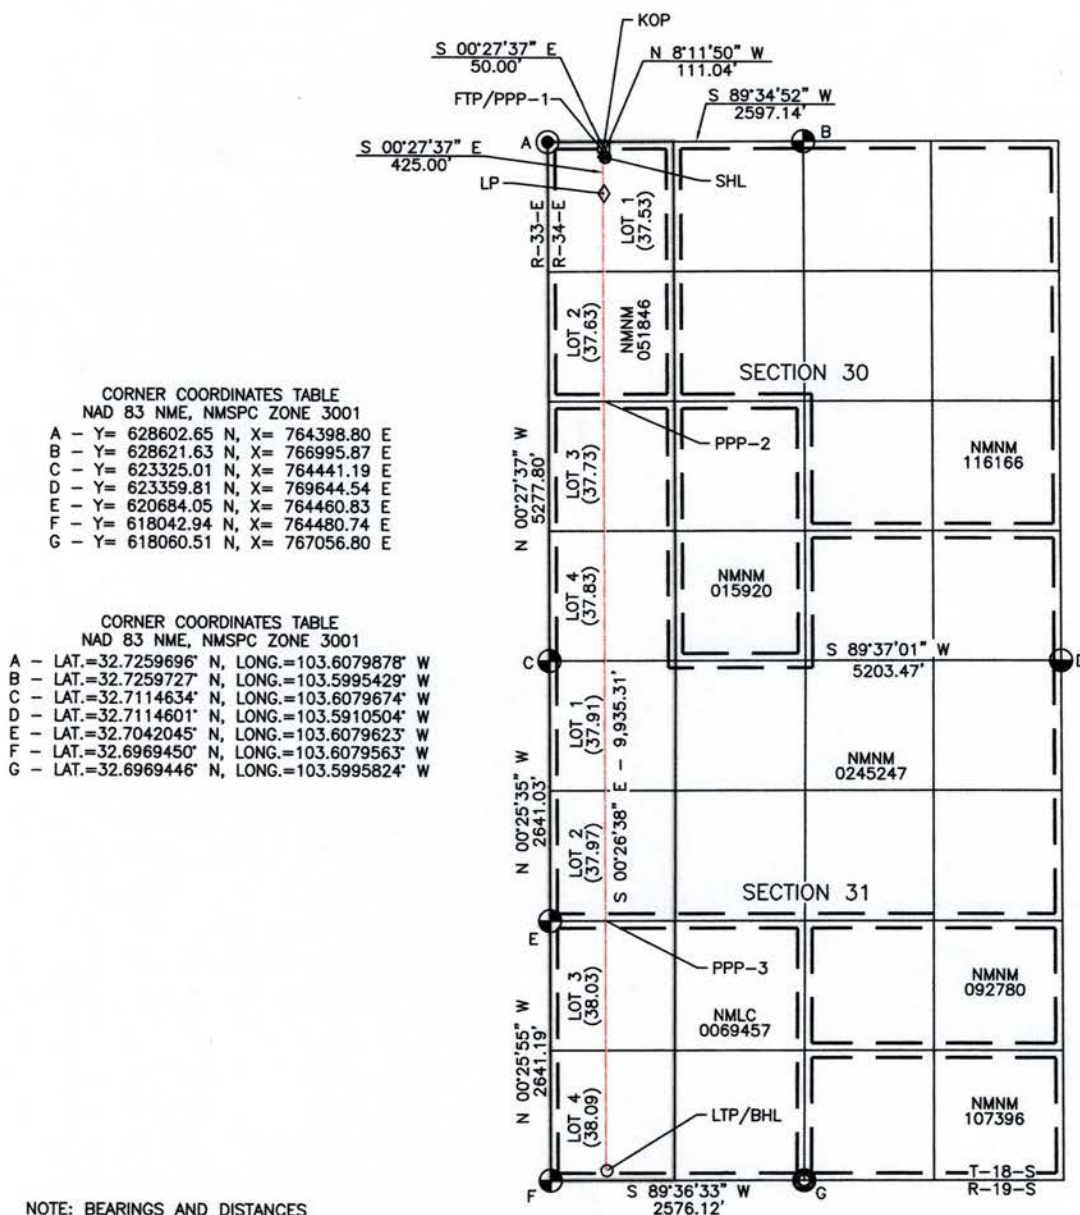 KOP
S 00°27'37" E
50.00'
N 8°11'50" W
111.04'
FTP/PPP-1
S 89°34'52" W
2597.14'
A
B
S 00°27'37" E
425.00'
LP
SHL
R-33-E
R-34-E
LOT 1
(37.53)
LOT 2
(37.63)
NMNM
051846
SECTION 30
CORNER COORDINATES TABLE
NAD 83 NME, NMSPC ZONE 3001
A - Y= 628602.65 N, X= 764398.80 E
B - Y= 628621.63 N, X= 766995.87 E
C - Y= 623325.01 N, X= 764441.19 E
D - Y= 623359.81 N, X= 769644.54 E
E - Y= 620684.05 N, X= 764460.83 E
F - Y= 618042.94 N, X= 764480.74 E
G - Y= 618060.51 N, X= 767056.80 E
N 00°27'37" W
5277.80'
LOT 3
(37.73)
PPP-2
NMNM
116166
LOT 4
(37.83)
NMNM
015920
CORNER COORDINATES TABLE
NAD 83 NME, NMSPC ZONE 3001
A - LAT.=32.7259696° N, LONG.=103.6079878° W
B - LAT.=32.7259727° N, LONG.=103.5995429° W
C - LAT.=32.7114634° N, LONG.=103.6079674° W
D - LAT.=32.7114601° N, LONG.=103.5910504° W
E - LAT.=32.7042045° N, LONG.=103.6079623° W
F - LAT.=32.6969450° N, LONG.=103.6079563° W
G - LAT.=32.6969446° N, LONG.=103.5995824° W
C
S 89°37'01" W
5203.47'
D
LOT 1
(37.91)
S 00°26'38" E - 9,935.31'
NMNM
0245247
N 00°25'35" W
2641.03'
LOT 2
(37.97)
SECTION 31
E
PPP-3
LOT 3
(38.03)
NMLC
0069457
NMNM
092780
N 00°25'55" W
2641.19'
LOT 4
(38.09)
LTP/BHL
NMNM
107396
T-18-S
R-19-S
F
S 89°36'33" W
2576.12'
G
NOTE: BEARINGS AND DISTANCES